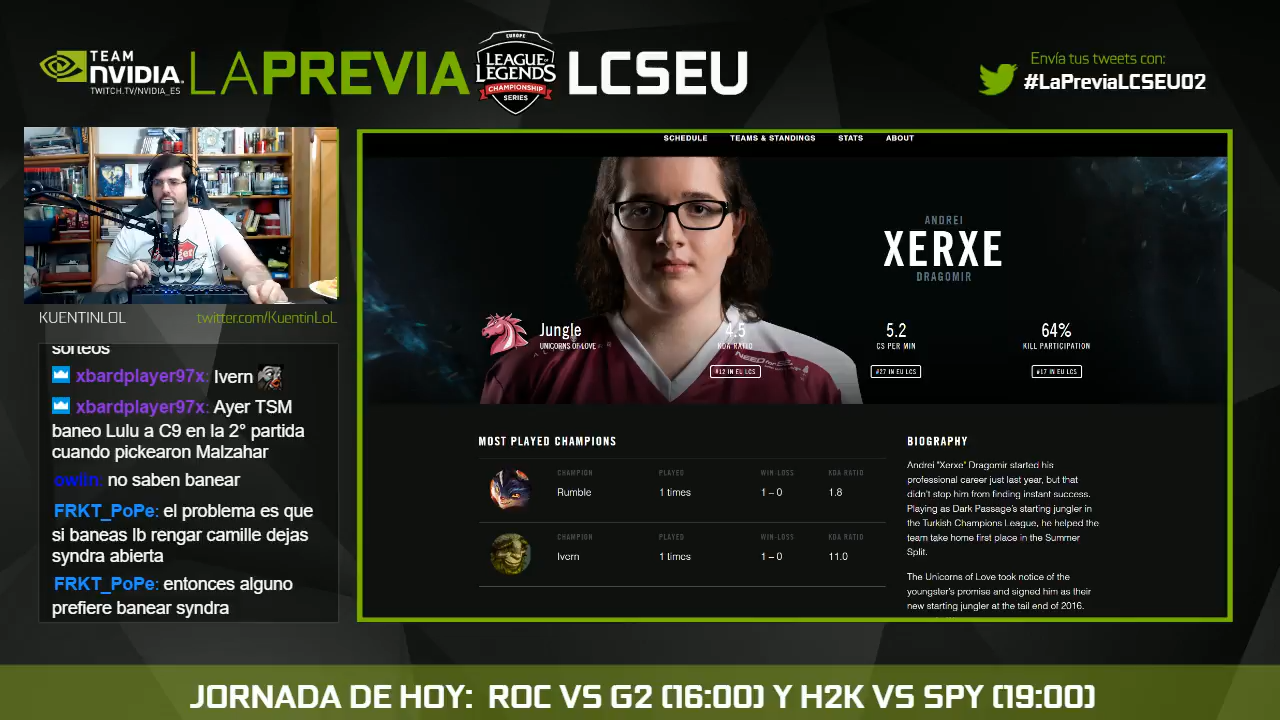 TEAM
NVIDIA.
TWITCH.TV/NVIDIA_ES
LAPREVIA
EUROPE
LEAGUE OF
LEGENDS
CHAMPIONSHIP
SERIES
LCSEU
Envía tus tweets con:
#LaPreviaLCSEU02
KUENTINLOL
twitter.com/KuentinLoL
sorteos
xbardplayer97x: Ivern
xbardplayer97x: Ayer TSM
baneo Lulu a C9 en la 2° partida
cuando pickearon Malzahar
owlin: no saben banear
FRKT_PoPe: el problema es que
si baneas lb rengar camille dejas
syndra abierta
FRKT_PoPe: entonces alguno
prefiere banear syndra
SCHEDULE
TEAMS & STANDINGS
STATS
ABOUT
ANDREI
XERXE
DRAGOMIR
Jungle
UNICORNS OF LOVE
4.5
KDA RATIO
#12 IN EU LCS
5.2
CS PER MIN
#27 IN EU LCS
64%
KILL PARTICIPATION
#17 IN EU LCS
NEED FOR SEAT
MOST PLAYED CHAMPIONS
CHAMPION PLAYED WIN-LOSS KDA RATIO
Rumble 1 times 1 – 0 1.8
CHAMPION PLAYED WIN-LOSS KDA RATIO
Ivern 1 times 1 – 0 11.0
BIOGRAPHY
Andrei "Xerxe" Dragomir started his
professional career just last year, but that
didn't stop him from finding instant success.
Playing as Dark Passage's starting jungler in
the Turkish Champions League, he helped the
team take home first place in the Summer
Split.
The Unicorns of Love took notice of the
youngster's promise and signed him as their
new starting jungler at the tail end of 2016.
JORNADA DE HOY: ROC VS G2 (16:00) Y H2K VS SPY (19:00)